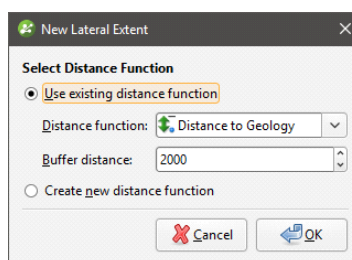 New Lateral Extent
Select Distance Function
Use existing distance function
Distance function: Distance to Geology
Buffer distance: 2000
Create new distance function
Cancel OK